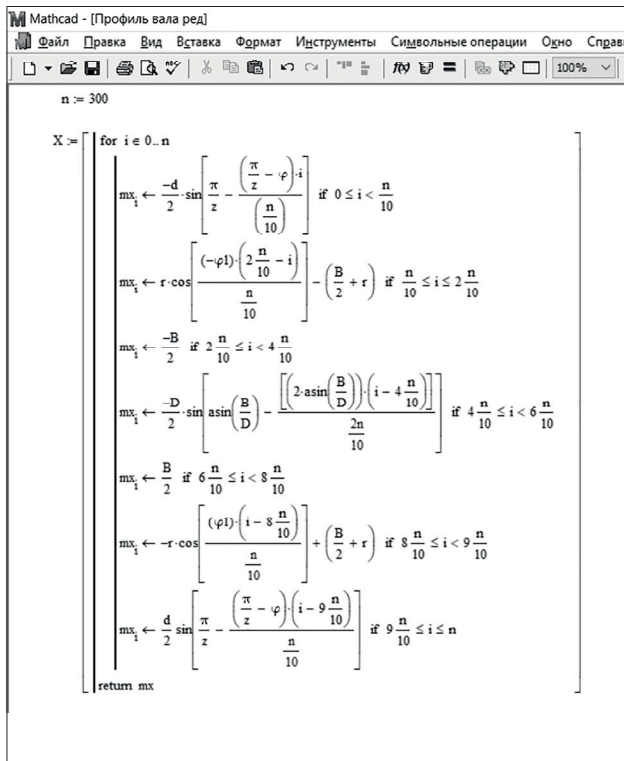 Mathcad - [Профиль вала ред]
Файл Правка Вид Вставка Формат Инструменты Символьные операции Окно Справ
100%
n := 300
X := for i ∈ 0..n
mx_i ← -d/2·sin[π/z - ((π/z - φ)·i)/(n/10)] if 0 ≤ i < n/10
mx_i ← r·cos[((-φ1)·(2 n/10 - i))/(n/10)] - (B/2 + r) if n/10 ≤ i ≤ 2 n/10
mx_i ← -B/2 if 2 n/10 ≤ i < 4 n/10
mx_i ← -D/2·sin[asin(B/D) - [(2·asin(B/D))·(i - 4 n/10)]/(2n/10)] if 4 n/10 ≤ i < 6 n/10
mx_i ← B/2 if 6 n/10 ≤ i < 8 n/10
mx_i ← -r·cos[((φ1)·(i - 8 n/10))/(n/10)] + (B/2 + r) if 8 n/10 ≤ i < 9 n/10
mx_i ← d/2 sin[π/z - ((π/z - φ)·(i - 9 n/10))/(n/10)] if 9 n/10 ≤ i ≤ n
return mx